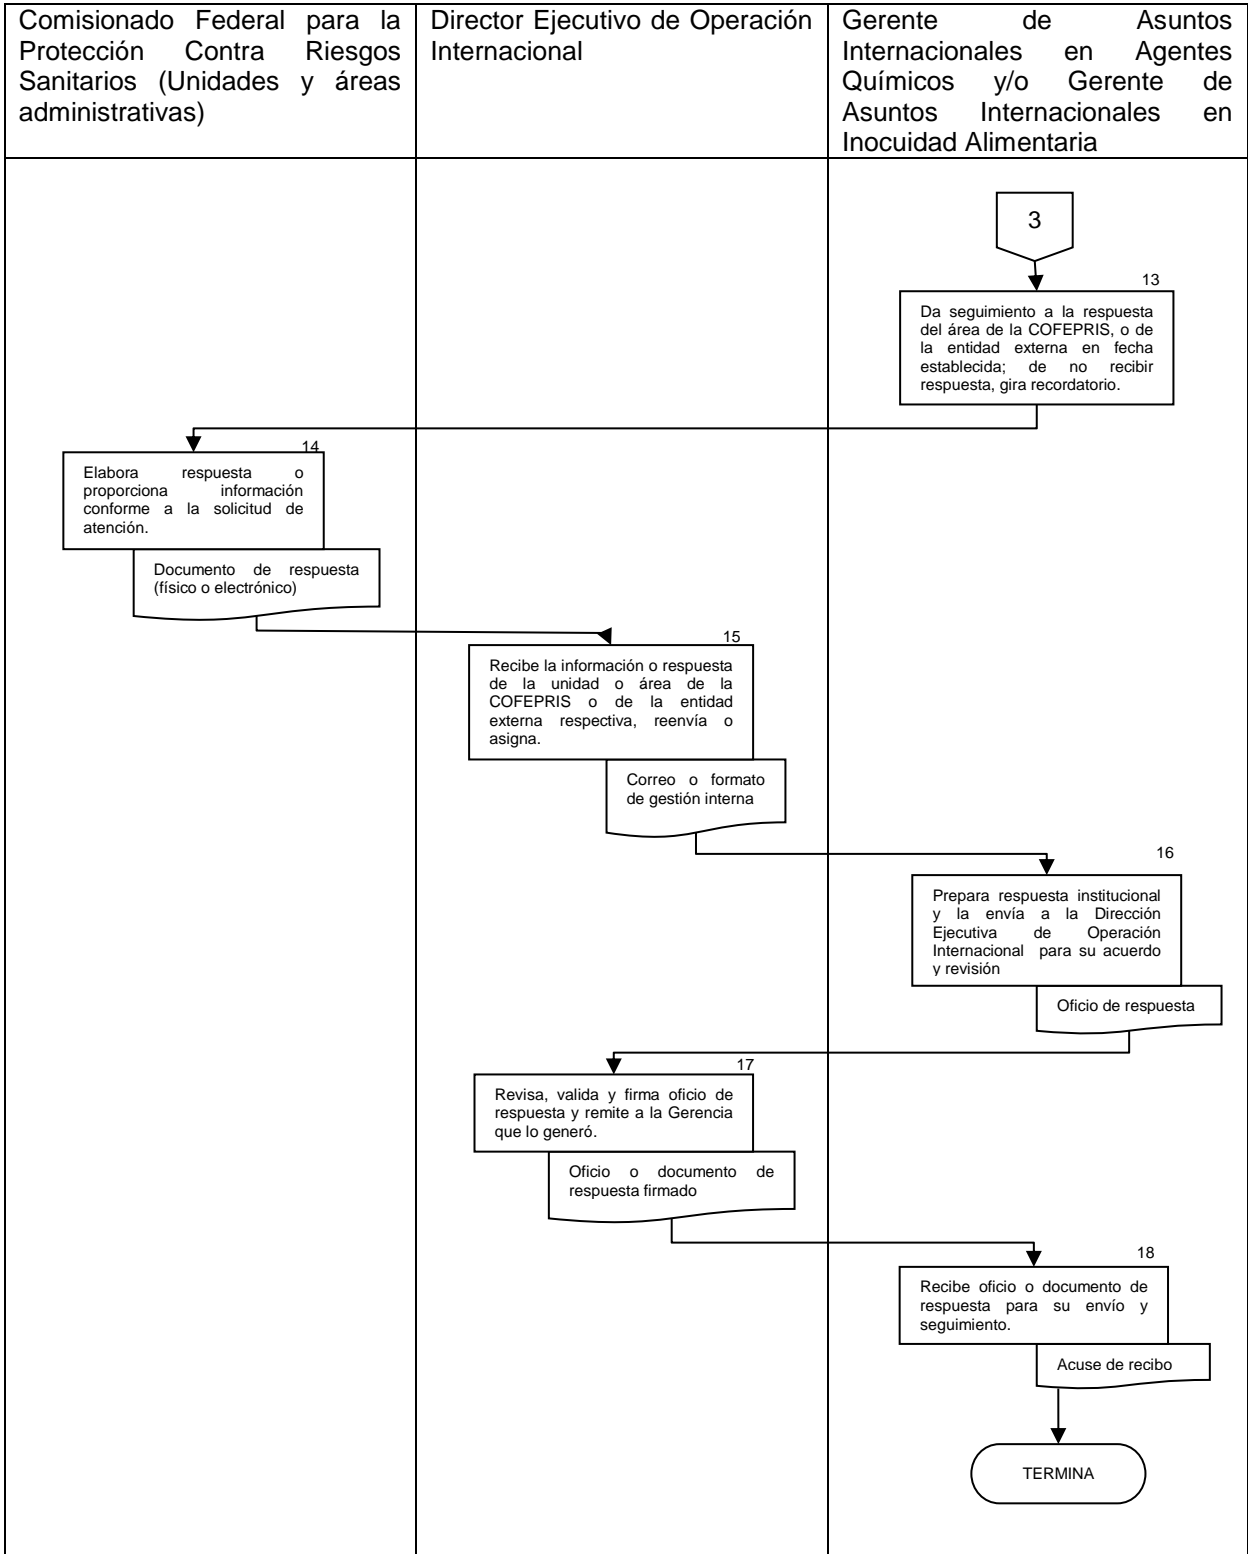 Comisionado Federal para la
Protección Contra Riesgos
Sanitarios (Unidades y áreas
administrativas)
Director Ejecutivo de Operación
Internacional
Gerente de Asuntos
Internacionales en Agentes
Químicos y/o Gerente de
Asuntos Internacionales en
Inocuidad Alimentaria
3
13
Da seguimiento a la respuesta
del área de la COFEPRIS, o de
la entidad externa en fecha
establecida; de no recibir
respuesta, gira recordatorio.
14
Elabora respuesta o
proporciona información
conforme a la solicitud de
atención.
Documento de respuesta
(físico o electrónico)
15
Recibe la información o respuesta
de la unidad o área de la
COFEPRIS o de la entidad
externa respectiva, reenvía o
asigna.
Correo o formato
de gestión interna
16
Prepara respuesta institucional
y la envía a la Dirección
Ejecutiva de Operación
Internacional para su acuerdo
y revisión
Oficio de respuesta
17
Revisa, valida y firma oficio de
respuesta y remite a la Gerencia
que lo generó.
Oficio o documento de
respuesta firmado
18
Recibe oficio o documento de
respuesta para su envío y
seguimiento.
Acuse de recibo
TERMINA